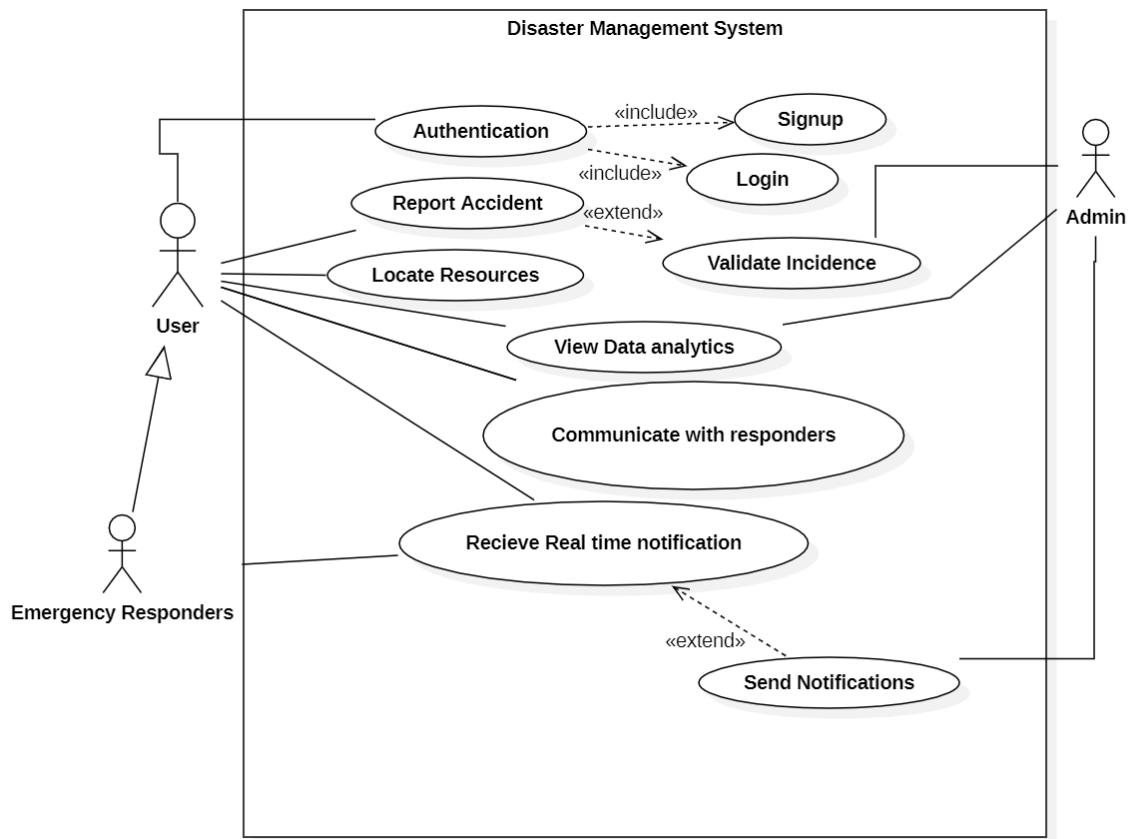 Disaster Management System
«include»
Signup
Authentication
«include»
Login
Report Accident
«extend»
Admin
Validate Incidence
Locate Resources
User
View Data analytics
Communicate with responders
Recieve Real time notification
Emergency Responders
«extend»
Send Notifications